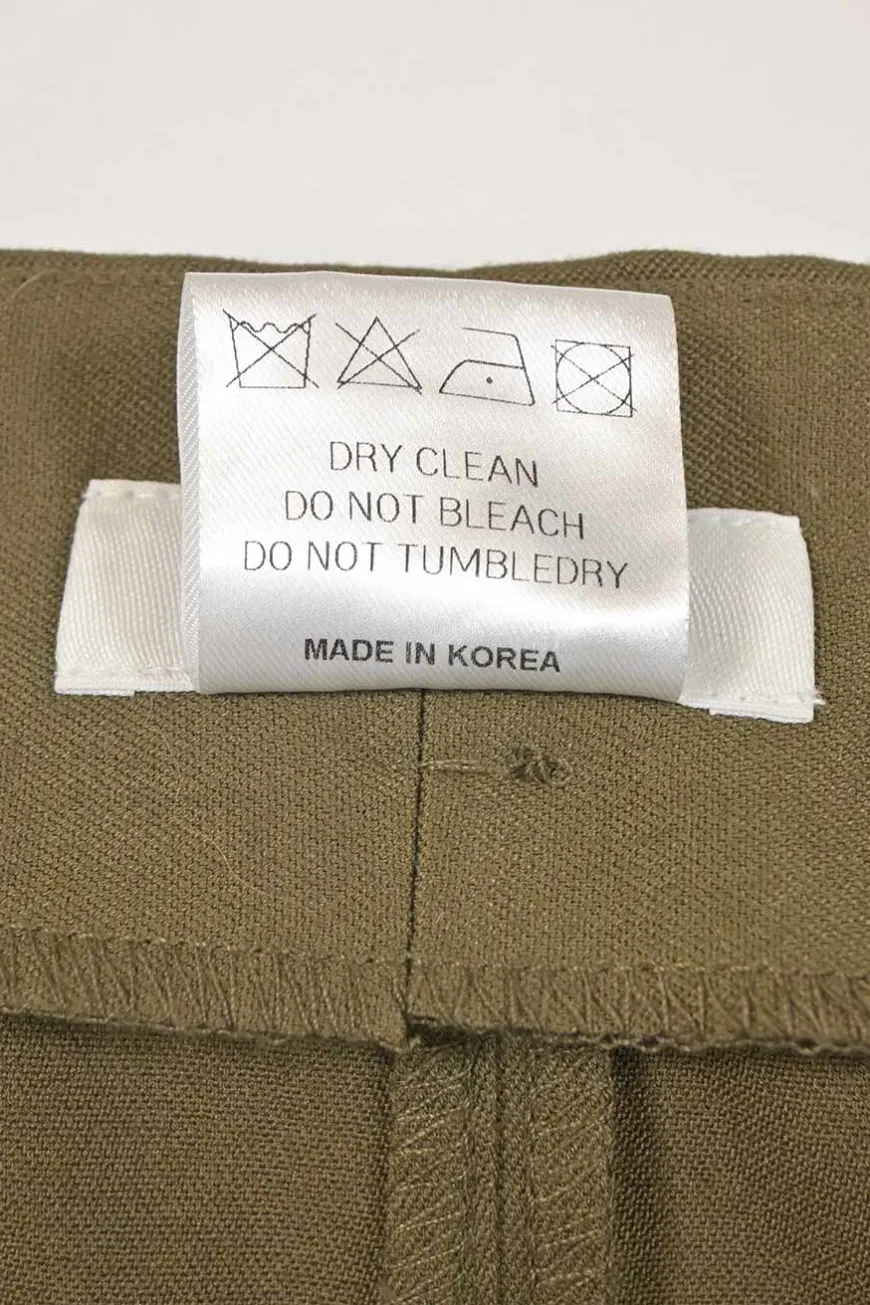 DRY CLEAN
DO NOT BLEACH
DO NOT TUMBLEDRY
MADE IN KOREA